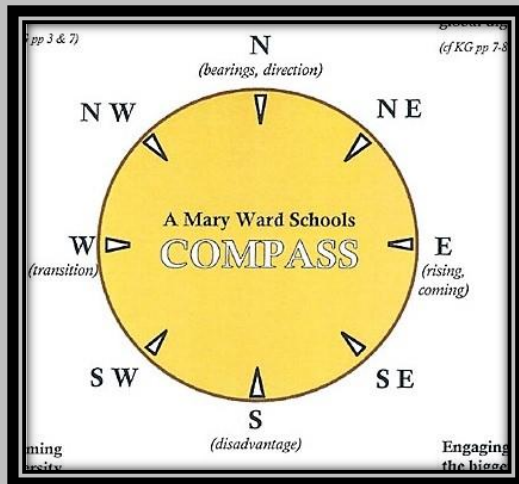 pp 3 & 7)
N
(cf KG pp 7-8
(bearings, direction)
N W
N E
A Mary Ward Schools
W
COMPASS
E
(transition)
(rising,
coming)
S W
S E
S
(disadvantage)
Engaging
the bigge